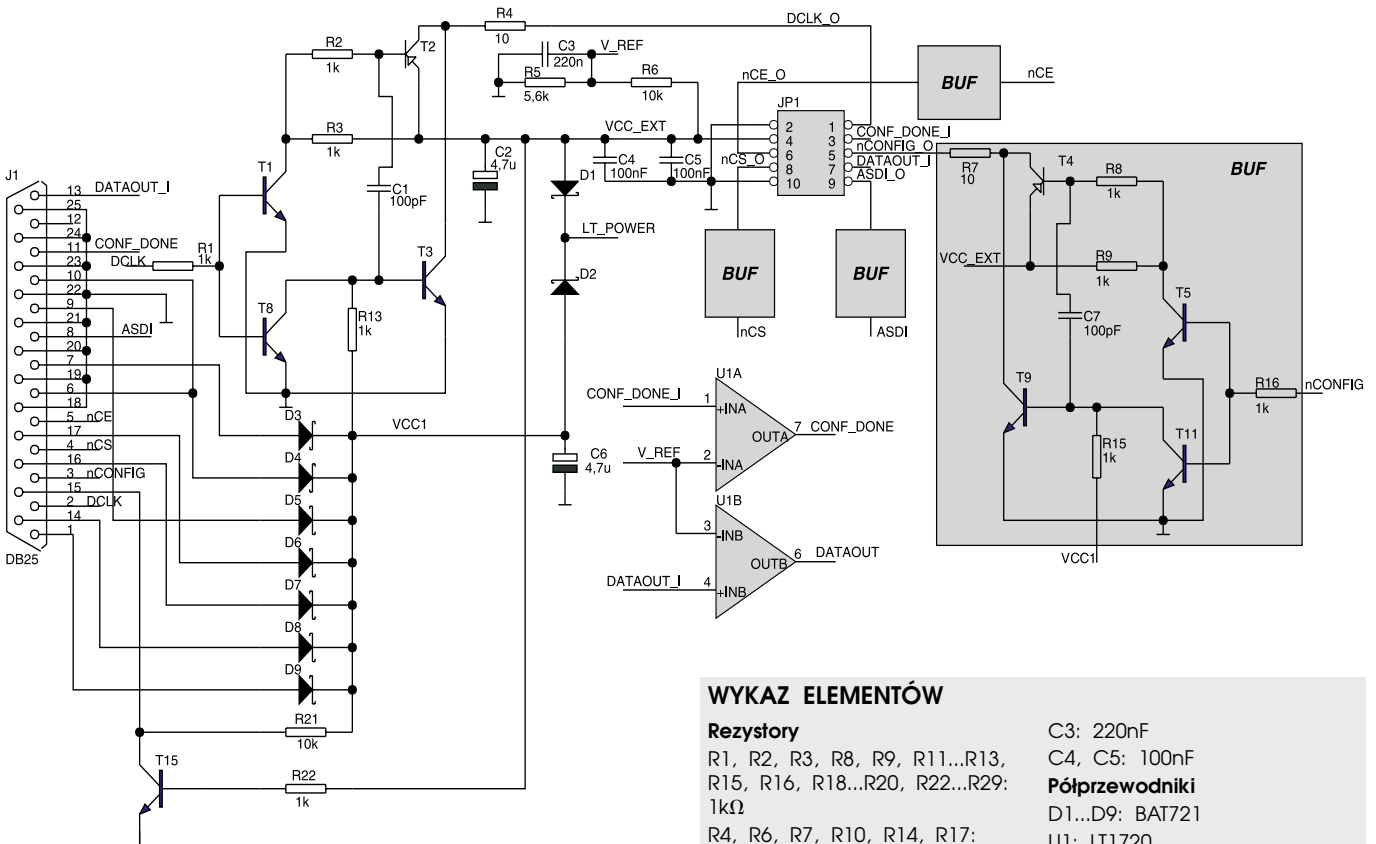 R4
10
DCLK_O
R2
1k
T2
C3
220n
V_REF
R5
5,6k
R6
10k
nCE_O
BUF
nCE
JP1
R3
1k
VCC_EXT
2
1
CONF_DONE_I
4
3
nCONFIG_O
6
5
DATAOUT_I
nCS_O
8
7
ASDI_O
10
9
C2
4,7u
C4
100nF
C5
100nF
T1
C1
100pF
D1
LT_POWER
D2
T3
J1
13
DATAOUT_I
25
12
24
11
CONF_DONE
23
DCLK
R1
1k
10
22
9
21
8
ASDI
20
7
19
6
18
5
nCE
17
4
nCS
16
3
nCONFIG
15
2
DCLK
14
1
DB25
T8
R13
1k
BUF
nCS
BUF
ASDI
BUF
R7
10
T4
R8
1k
VCC_EXT
R9
1k
T5
C7
100pF
T9
R16
1k
nCONFIG
R15
1k
T11
VCC1
D3
VCC1
D4
D5
D6
D7
D8
D9
C6
4,7u
R21
10k
R22
1k
T15
U1A
CONF_DONE_I
1
+INA
OUTA
7
CONF_DONE
V_REF
2
-INA
U1B
3
-INB
OUTB
6
DATAOUT
DATAOUT_I
4
+INB
WYKAZ ELEMENTÓW
Rezystory
R1, R2, R3, R8, R9, R11...R13,
R15, R16, R18...R20, R22...R29:
1kΩ
R4, R6, R7, R10, R14, R17:
C3: 220nF
C4, C5: 100nF
Półprzewodniki
D1...D9: BAT721
U1: LT1720